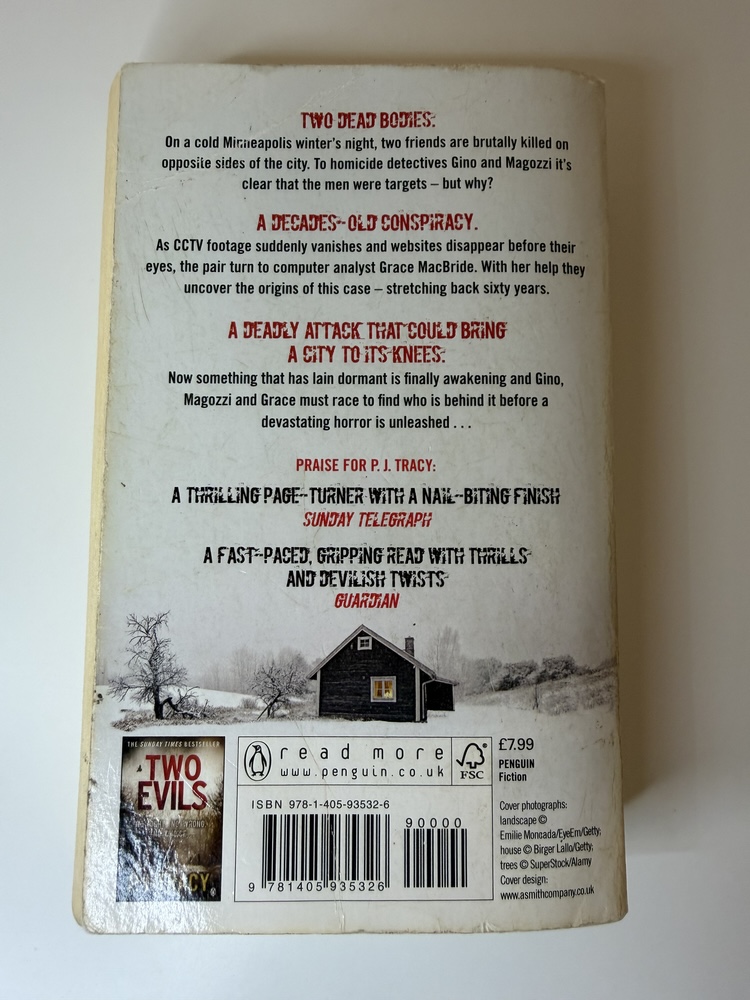 TWO DEAD BODIES.
On a cold Minneapolis winter's night, two friends are brutally killed on
opposite sides of the city. To homicide detectives Gino and Magozzi it's
clear that the men were targets – but why?
A DECADES-OLD CONSPIRACY.
As CCTV footage suddenly vanishes and websites disappear before their
eyes, the pair turn to computer analyst Grace MacBride. With her help they
uncover the origins of this case – stretching back sixty years.
A DEADLY ATTACK THAT COULD BRING
A CITY TO ITS KNEES.
Now something that has lain dormant is finally awakening and Gino,
Magozzi and Grace must race to find who is behind it before a
devastating horror is unleashed . . .
PRAISE FOR P. J. TRACY:
A THRILLING PAGE-TURNER WITH A NAIL-BITING FINISH
SUNDAY TELEGRAPH
A FAST-PACED, GRIPPING READ WITH THRILLS
AND DEVILISH TWISTS
GUARDIAN
THE SUNDAY TIMES BESTSELLER
TWO
EVILS
read more
www.penguin.co.uk
FSC
ISBN 978-1-405-93532-6
90000
9 781405 935326
£7.99
PENGUIN
Fiction
Cover photographs:
landscape ©
Emilie Moncada/EyeEm/Getty;
house © Birger Lallo/Getty;
trees © SuperStock/Alamy
Cover design:
www.asmithcompany.co.uk